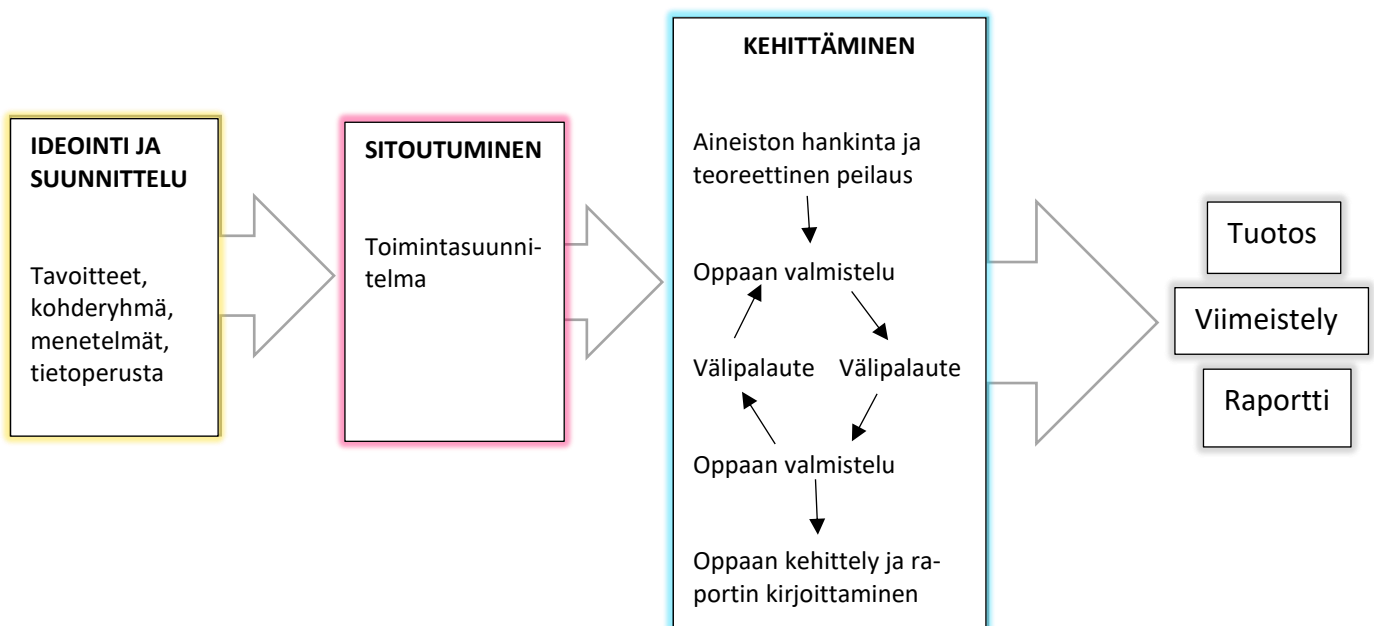 IDEOINTI JA
SUUNNITTELU
Tavoitteet,
kohderyhmä,
menetelmät,
tietoperusta
SITOUTUMINEN
Toimintasuunni-
telma
KEHITTÄMINEN
Aineiston hankinta ja
teoreettinen peilaus
Oppaan valmistelu
Välipalaute Välipalaute
Oppaan valmistelu
Oppaan kehittely ja ra-
portin kirjoittaminen
Tuotos
Viimeistely
Raportti